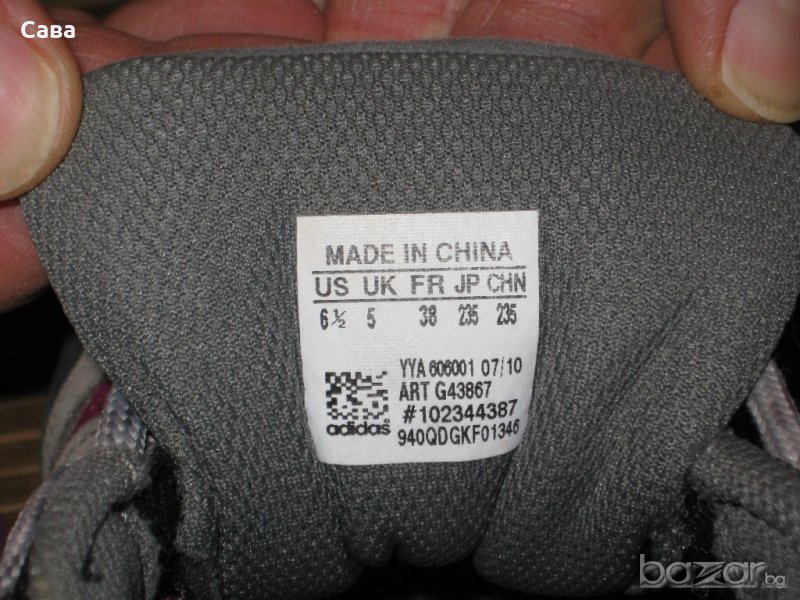 Сава
MADE IN CHINA
US UK FR JP CHN
6½ 5 38 235 235
YYA 606001 07/10
ART G43867
#102344387
adidas 940QDGKF01346
bazar.bg